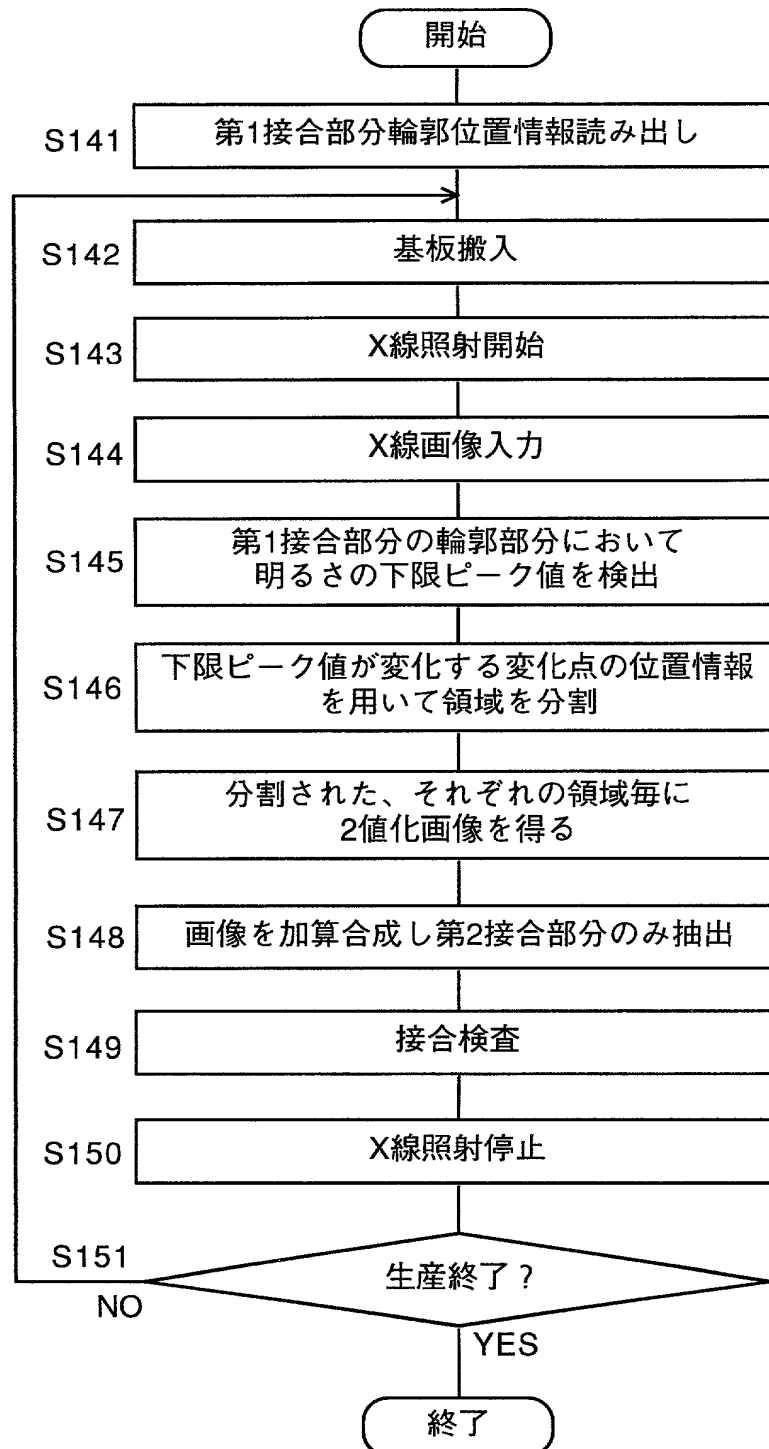 開始
S141
第1接合部分輪郭位置情報読み出し
S142
基板搬入
S143
X線照射開始
S144
X線画像入力
S145
第1接合部分の輪郭部分において
明るさの下限ピーク値を検出
S146
下限ピーク値が変化する変化点の位置情報
を用いて領域を分割
S147
分割された、それぞれの領域毎に
2値化画像を得る
S148
画像を加算合成し第2接合部分のみ抽出
S149
接合検査
S150
X線照射停止
S151
生産終了？
NO
YES
終了